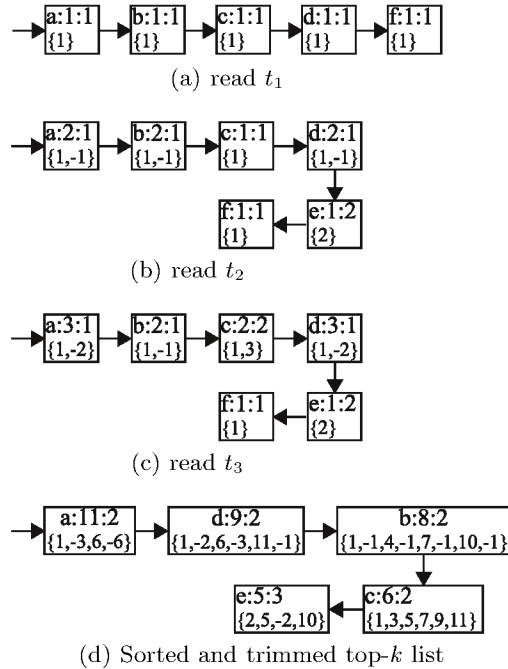 a:1:1 b:1:1 c:1:1 d:1:1 f:1:1
{1} {1} {1} {1} {1}
(a) read t1
a:2:1 b:2:1 c:1:1 d:2:1
{1,-1} {1,-1} {1} {1,-1}
f:1:1 e:1:2
{1} {2}
(b) read t2
a:3:1 b:2:1 c:2:2 d:3:1
{1,-2} {1,-1} {1,3} {1,-2}
f:1:1 e:1:2
{1} {2}
(c) read t3
a:11:2 d:9:2 b:8:2
{1,-3,6,-6} {1,-2,6,-3,11,-1} {1,-1,4,-1,7,-1,10,-1}
e:5:3 c:6:2
{2,5,-2,10} {1,3,5,7,9,11}
(d) Sorted and trimmed top-k list